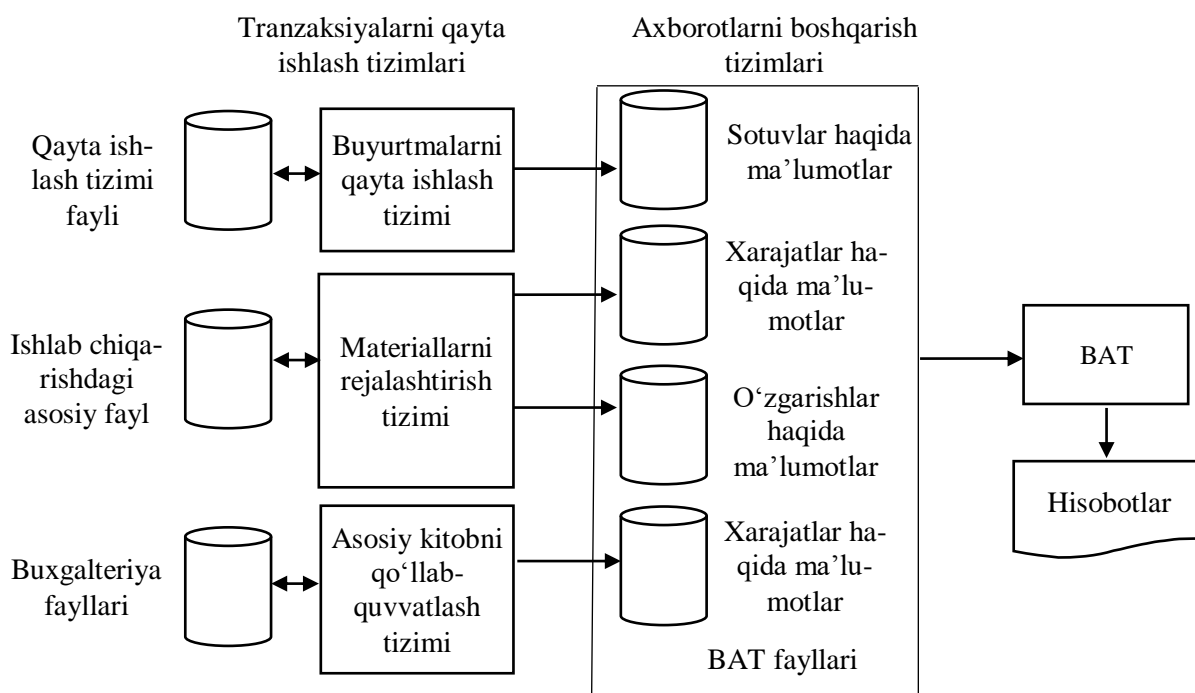 Tranzaksiyalarni qayta
ishlash tizimlari
Axborotlarni boshqarish
tizimlari
Qayta ish-
lash tizimi
fayli
Buyurtmalarni
qayta ishlash
tizimi
Sotuvlar haqida
ma’lumotlar
Xarajatlar ha-
qida ma’lu-
motlar
Ishlab chiqa-
rishdagi
asosiy fayl
Materiallarni
rejalashtirish
tizimi
O‘zgarishlar
haqida
ma’lumotlar
BAT
Hisobotlar
Buxgalteriya
fayllari
Asosiy kitobni
qo‘llab-
quvvatlash
tizimi
Xarajatlar ha-
qida ma’lu-
motlar
BAT fayllari